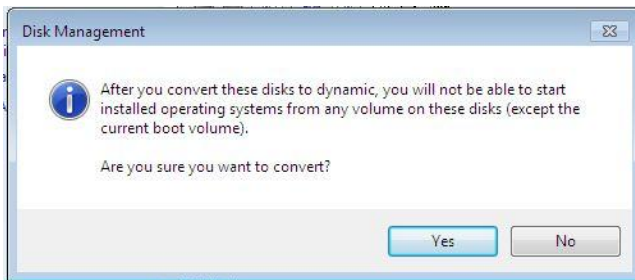 Disk Management
After you convert these disks to dynamic, you will not be able to start
installed operating systems from any volume on these disks (except the
current boot volume).
Are you sure you want to convert?
Yes
No